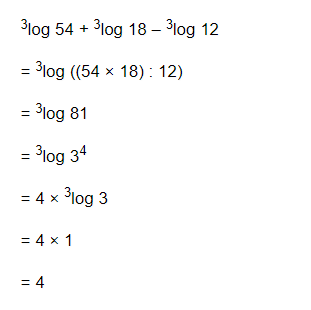 ³log 54 + ³log 18 – ³log 12
= ³log ((54 × 18) : 12)
= ³log 81
= ³log 3⁴
= 4 × ³log 3
= 4 × 1
= 4